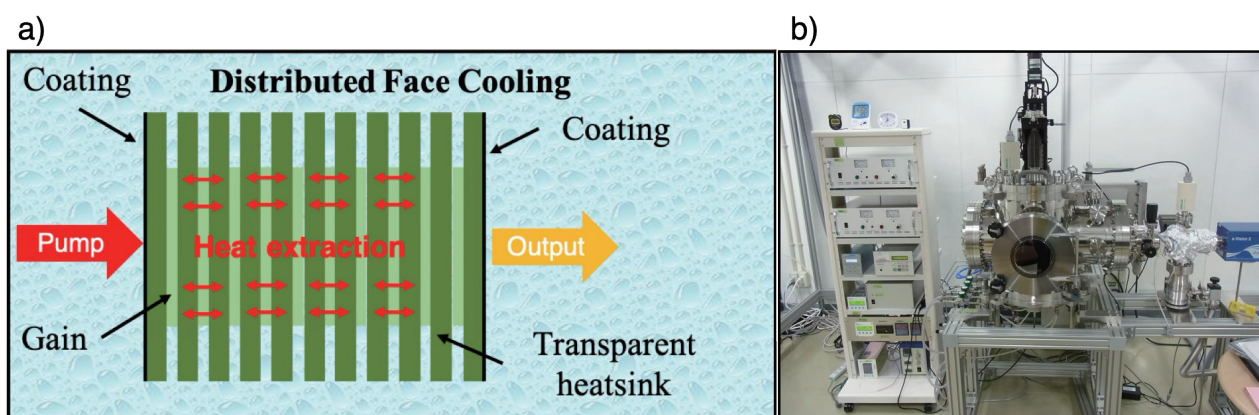 a)
b)
Coating
Distributed Face Cooling
Coating
Pump
Heat extraction
Output
Gain
Transparent
heatsink